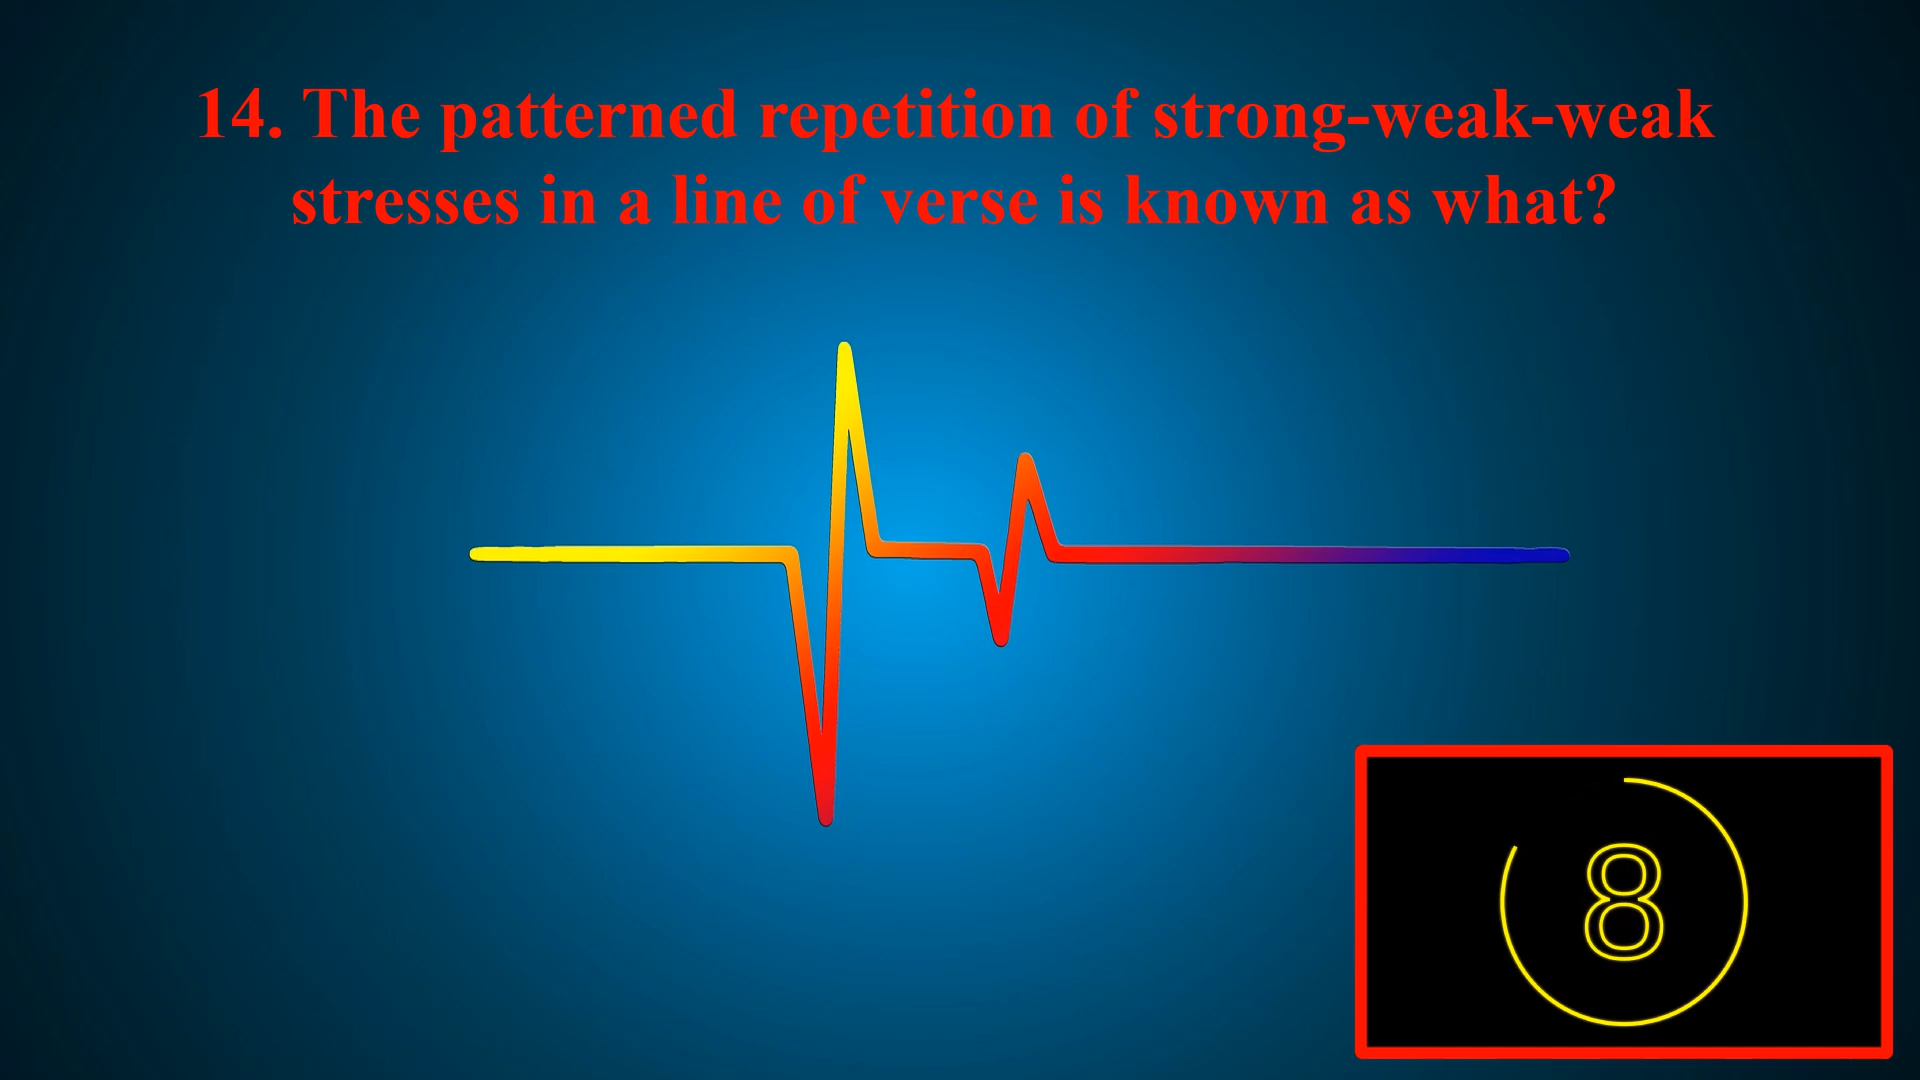 14. The patterned repetition of strong-weak-weak
stresses in a line of verse is known as what?
8